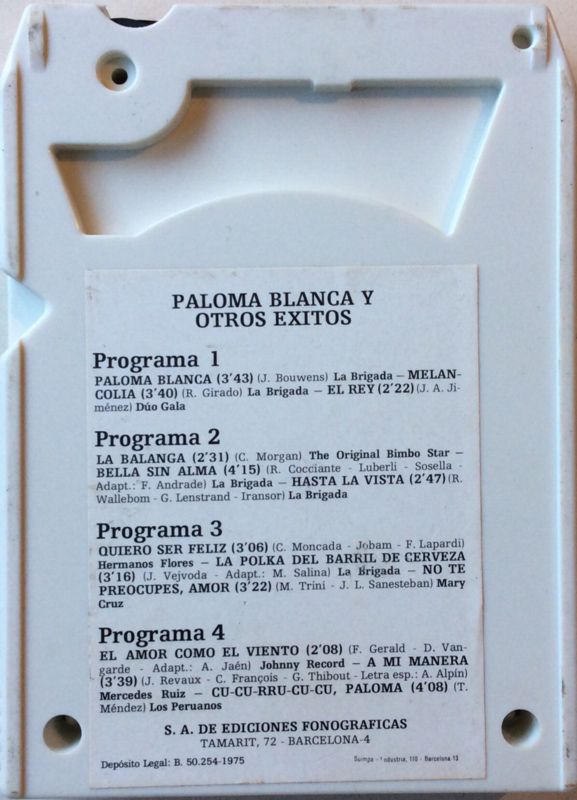 PALOMA BLANCA Y
OTROS EXITOS
Programa 1
PALOMA BLANCA (3'43) (J. Bouwens) La Brigada – MELAN-
COLIA (3'40) (R. Girado) La Brigada – EL REY (2'22) (J. A. Ji-
ménez) Dúo Gala
Programa 2
LA BALANGA (2'31) (C. Morgan) The Original Bimbo Star –
BELLA SIN ALMA (4'15) (R. Cocciante - Luberli - Sosella -
Adapt.: F. Andrade) La Brigada – HASTA LA VISTA (2'47) (R.
Wallebom - G. Lenstrand - Iransor) La Brigada
Programa 3
QUIERO SER FELIZ (3'06) (C. Moncada - Jobam - F. Lapardi)
Hermanos Flores – LA POLKA DEL BARRIL DE CERVEZA
(3'16) (J. Vejvoda - Adapt.: M. Salina) La Brigada – NO TE
PREOCUPES, AMOR (3'22) (M. Trini - J. L. Sanesteban) Mary
Cruz
Programa 4
EL AMOR COMO EL VIENTO (2'08) (F. Gerald - D. Van-
garde - Adapt.: A. Jaén) Johnny Record – A MI MANERA
(3'39) (J. Revaux - C. François - G. Thibout - Letra esp.: A. Alpín)
Mercedes Ruiz – CU-CU-RRU-CU-CU, PALOMA (4'08) (T.
Méndez) Los Peruanos
S. A. DE EDICIONES FONOGRAFICAS
TAMARIT, 72 - BARCELONA-4
Depósito Legal: B. 50.254-1975
Industria, 110 - Barcelona 13